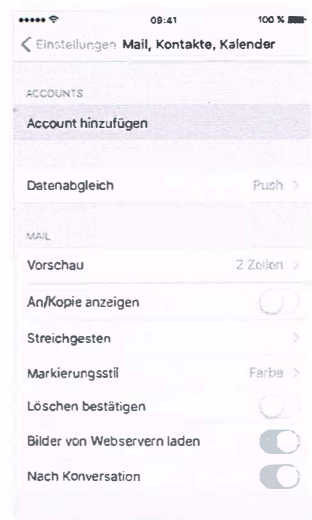 09:41 100 %
Einstellungen Mail, Kontakte, Kalender
ACCOUNTS
Account hinzufügen
Datenabgleich Push
MAIL
Vorschau 2 Zeilen
An/Kopie anzeigen
Streichgesten
Markierungsstil Farbe
Löschen bestätigen
Bilder von Webservern laden
Nach Konversation